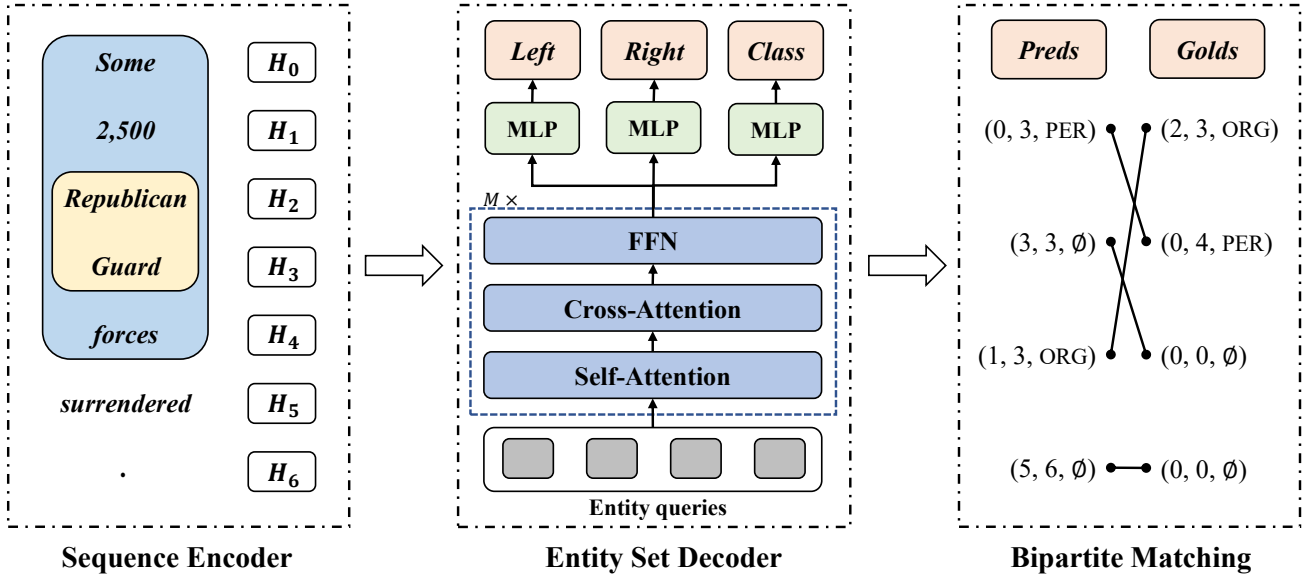 Some
H₀
2,500
H₁
Republican
H₂
Guard
H₃
forces
H₄
surrendered
H₅
.
H₆
Sequence Encoder
Left Right Class
MLP MLP MLP
M ×
FFN
Cross-Attention
Self-Attention
Entity queries
Entity Set Decoder
Preds Golds
(0, 3, PER) (2, 3, ORG)
(3, 3, ∅) (0, 4, PER)
(1, 3, ORG) (0, 0, ∅)
(5, 6, ∅) (0, 0, ∅)
Bipartite Matching